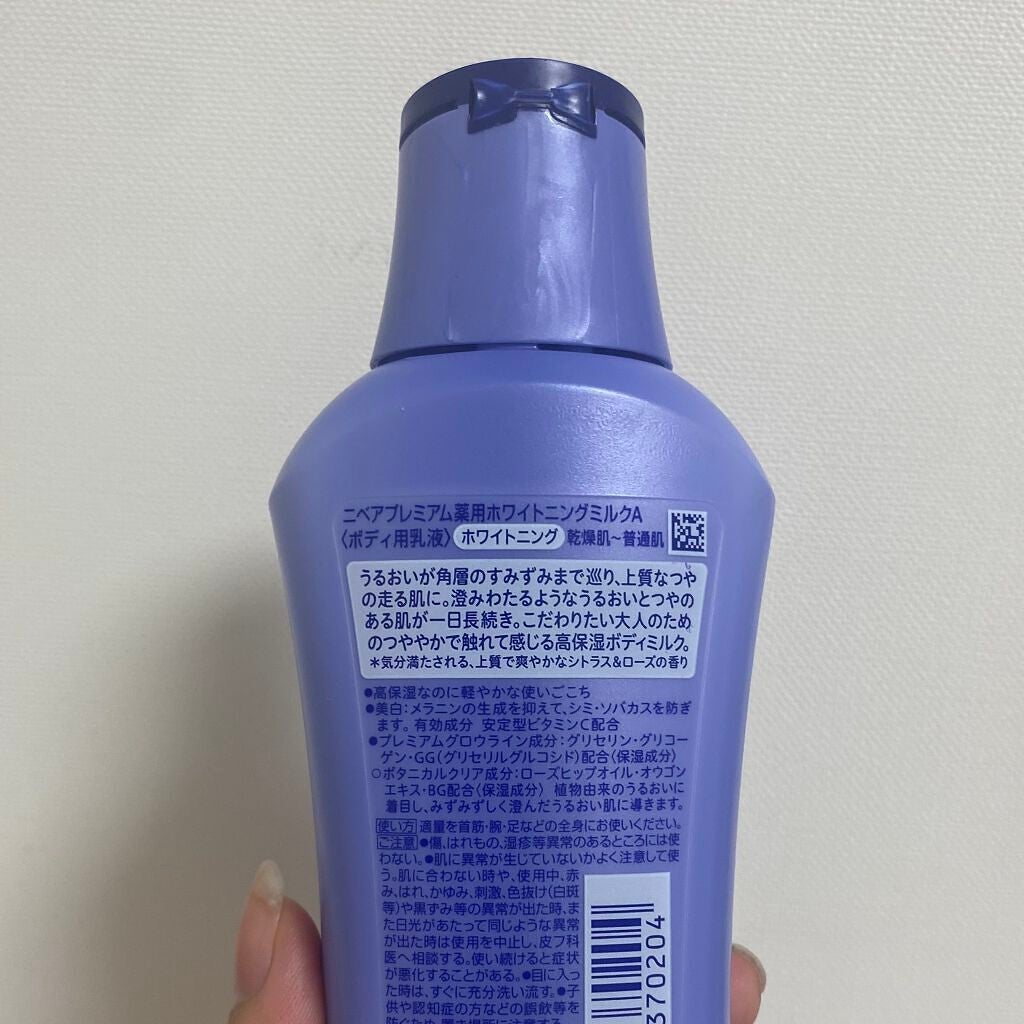 ニベアプレミアム薬用ホワイトニングミルクA
〈ボディ用乳液〉 ホワイトニング 乾燥肌～普通肌
うるおいが角層のすみずみまで巡り、上質なつや
の走る肌に。澄みわたるようなうるおいとつやの
ある肌が一日長続き。こだわりたい大人のため
のつややかで触れて感じる高保湿ボディミルク。
＊気分満たされる、上質で爽やかなシトラス&ローズの香り
●高保湿なのに軽やかな使いごこち
●美白：メラニンの生成を抑えて、シミ・ソバカスを防ぎ
ます。有効成分 安定型ビタミンC配合
●プレミアムグロウライン成分：グリセリン・グリコー
ゲン・GG（グリセリルグルコシド）配合〈保湿成分〉
○ボタニカルクリア成分：ローズヒップオイル・オウゴン
エキス・BG配合〈保湿成分〉 植物由来のうるおいに
着目し、みずみずしく澄んだうるおい肌に導きます。
使い方 適量を首筋・腕・足などの全身にお使いください。
ご注意 ●傷、はれもの、湿疹等異常のあるところには使
わない。●肌に異常が生じていないかよく注意して使
う。肌に合わない時や、使用中、赤
み、はれ、かゆみ、刺激、色抜け（白斑
等）や黒ずみ等の異常が出た時、ま
た日光があたって同じような異常
が出た時は使用を中止し、皮フ科
医へ相談する。使い続けると症状
が悪化することがある。●目に入っ
た時は、すぐに充分洗い流す。●子
供や認知症の方などの誤飲等を
防ぐため、置き場所に注意する。
370204